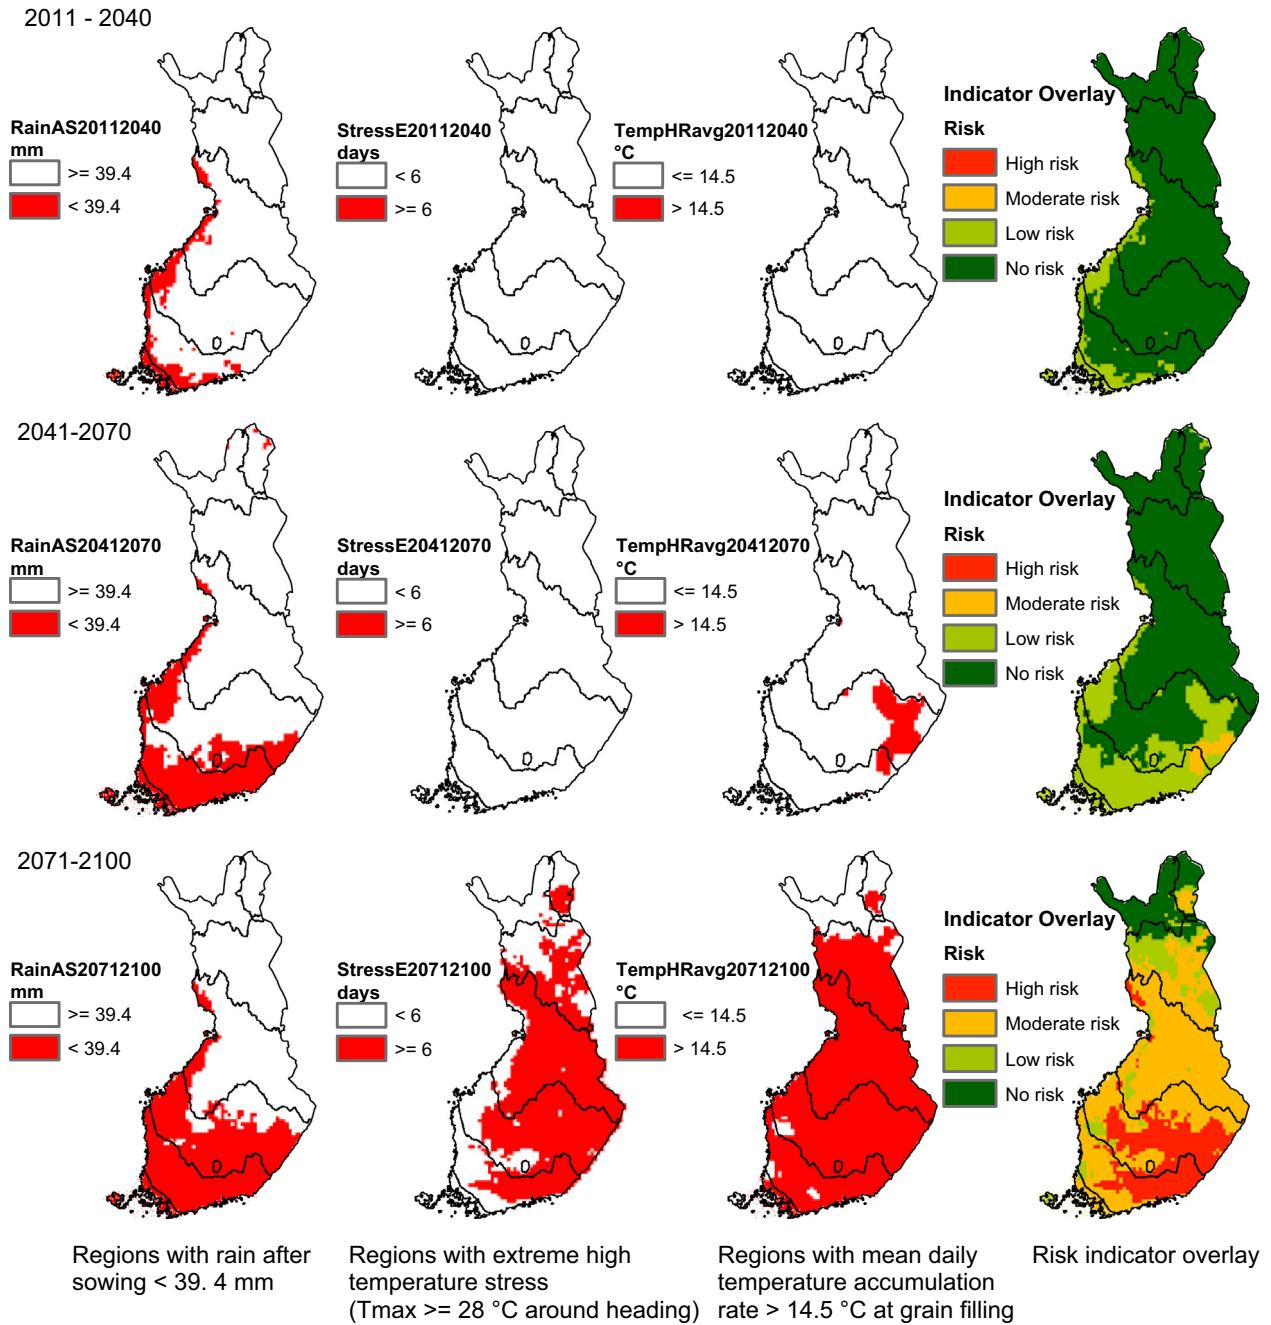 2011 - 2040
RainAS20112040
mm
>= 39.4
< 39.4
StressE20112040
days
< 6
>= 6
TempHRavg20112040
°C
<= 14.5
> 14.5
Indicator Overlay
Risk
High risk
Moderate risk
Low risk
No risk
2041-2070
RainAS20412070
mm
>= 39.4
< 39.4
StressE20412070
days
< 6
>= 6
TempHRavg20412070
°C
<= 14.5
> 14.5
Indicator Overlay
Risk
High risk
Moderate risk
Low risk
No risk
2071-2100
RainAS20712100
mm
>= 39.4
< 39.4
StressE20712100
days
< 6
>= 6
TempHRavg20712100
°C
<= 14.5
> 14.5
Indicator Overlay
Risk
High risk
Moderate risk
Low risk
No risk
Regions with rain after
sowing < 39. 4 mm
Regions with extreme high
temperature stress
(Tmax >= 28 °C around heading)
Regions with mean daily
temperature accumulation
rate > 14.5 °C at grain filling
Risk indicator overlay